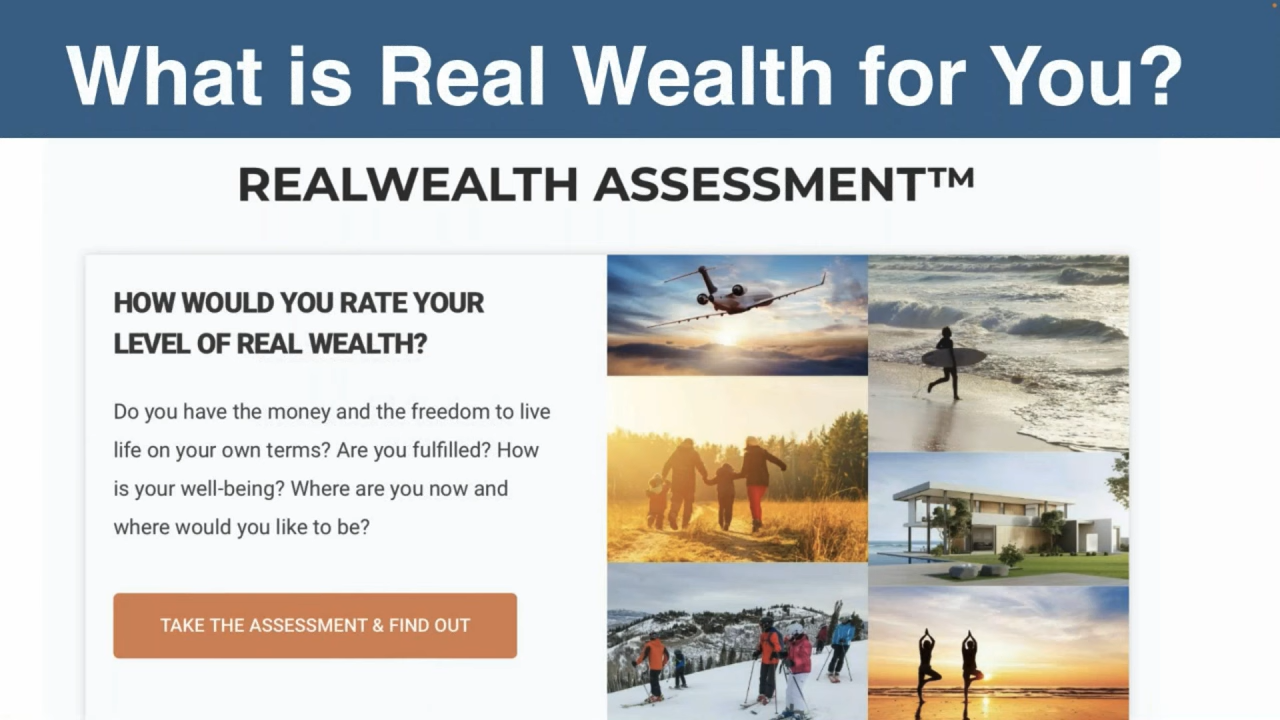 What is Real Wealth for You?
REALWEALTH ASSESSMENT™
HOW WOULD YOU RATE YOUR
LEVEL OF REAL WEALTH?
Do you have the money and the freedom to live
life on your own terms? Are you fulfilled? How
is your well-being? Where are you now and
where would you like to be?
TAKE THE ASSESSMENT & FIND OUT